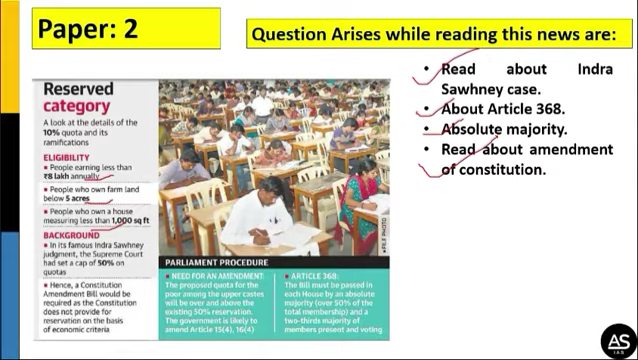 Paper: 2
Question Arises while reading this news are:
• Read about Indra
Sawhney case.
• About Article 368.
• Absolute majority.
• Read about amendment
of constitution.
Reserved
category
A look at the details of the
10% quota and its
ramifications
ELIGIBILITY
■ People earning less than
₹8 lakh annually
■ People who own farm land
below 5 acres
■ People who own a house
measuring less than 1,000 sq ft
BACKGROUND
■ In its famous Indra Sawhney
judgment, the Supreme Court
had set a cap of 50% on
quotas
■ Hence, a Constitution
Amendment Bill would be
required as the Constitution
does not provide for
reservation on the basis
of economic criteria
FILE PHOTO
PARLIAMENT PROCEDURE
■ NEED FOR AN AMENDMENT:
The proposed quota for the
poor among the upper castes
will be over and above the
existing 50% reservation.
The government is likely to
amend Article 15(4), 16(4)
■ ARTICLE 368:
The Bill must be passed in
each House by an absolute
majority (over 50% of the
total membership) and a
two-thirds majority of
members present and voting
AS
IAS